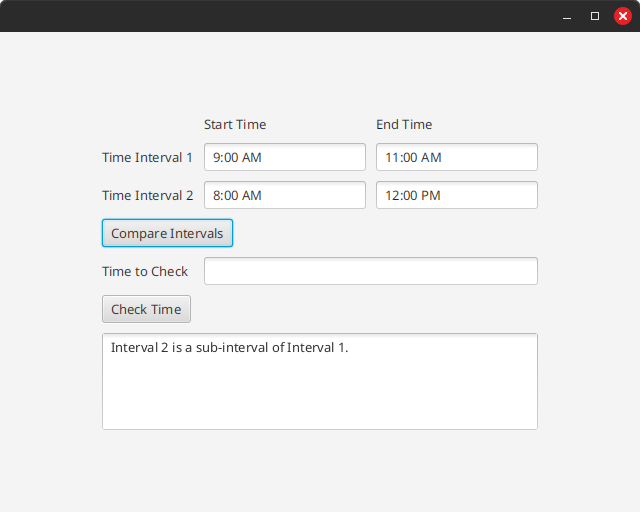 Start Time End Time
Time Interval 1 9:00 AM 11:00 AM
Time Interval 2 8:00 AM 12:00 PM
Compare Intervals
Time to Check
Check Time
Interval 2 is a sub-interval of Interval 1.